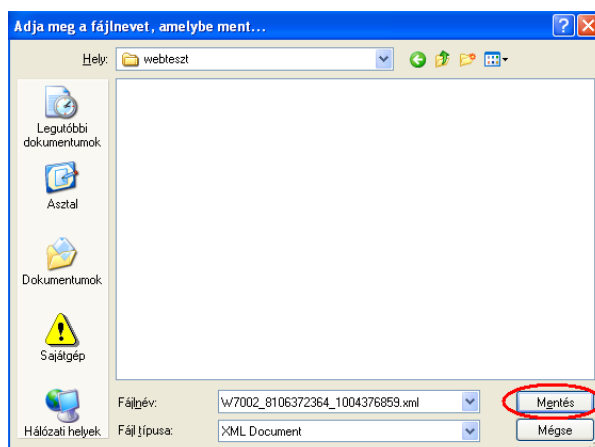 Adja meg a fájlnevet, amelybe ment...
Hely:
webteszt
Legutóbbi
dokumentumok
Asztal
Dokumentumok
Sajátgép
Hálózati helyek
Fájlnév:
W7002_8106372364_1004376859.xml
Mentés
Fájl típusa:
XML Document
Mégse